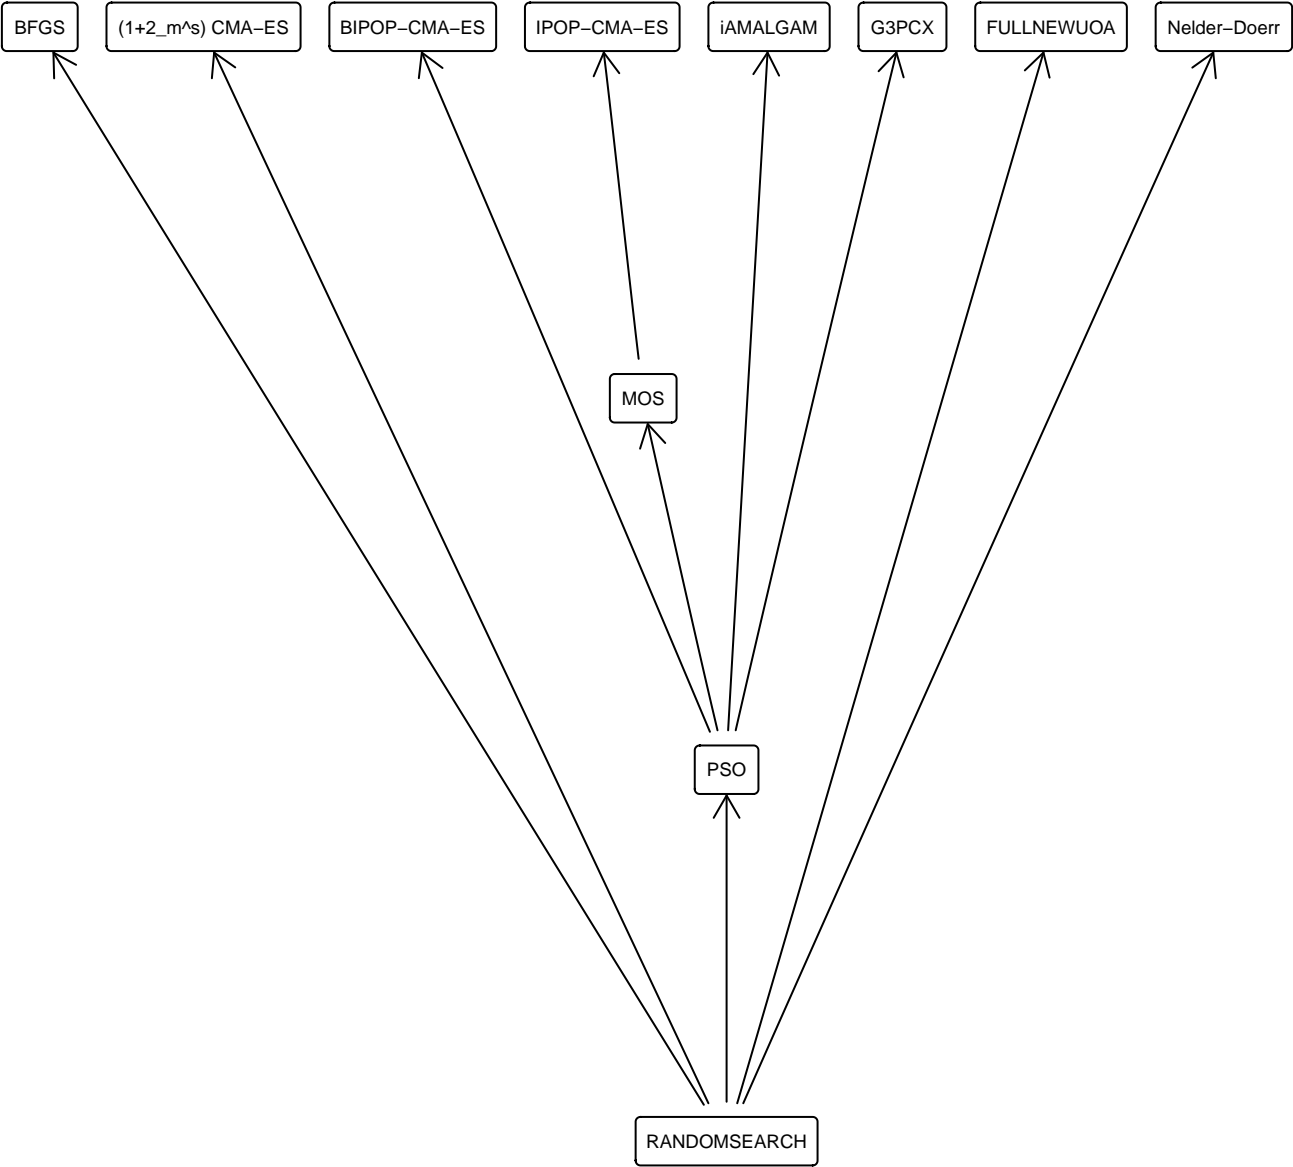 BFGS
(1+2_m^s) CMA−ES
BIPOP−CMA−ES
IPOP−CMA−ES
iAMALGAM
G3PCX
FULLNEWUOA
Nelder−Doerr
MOS
PSO
RANDOMSEARCH